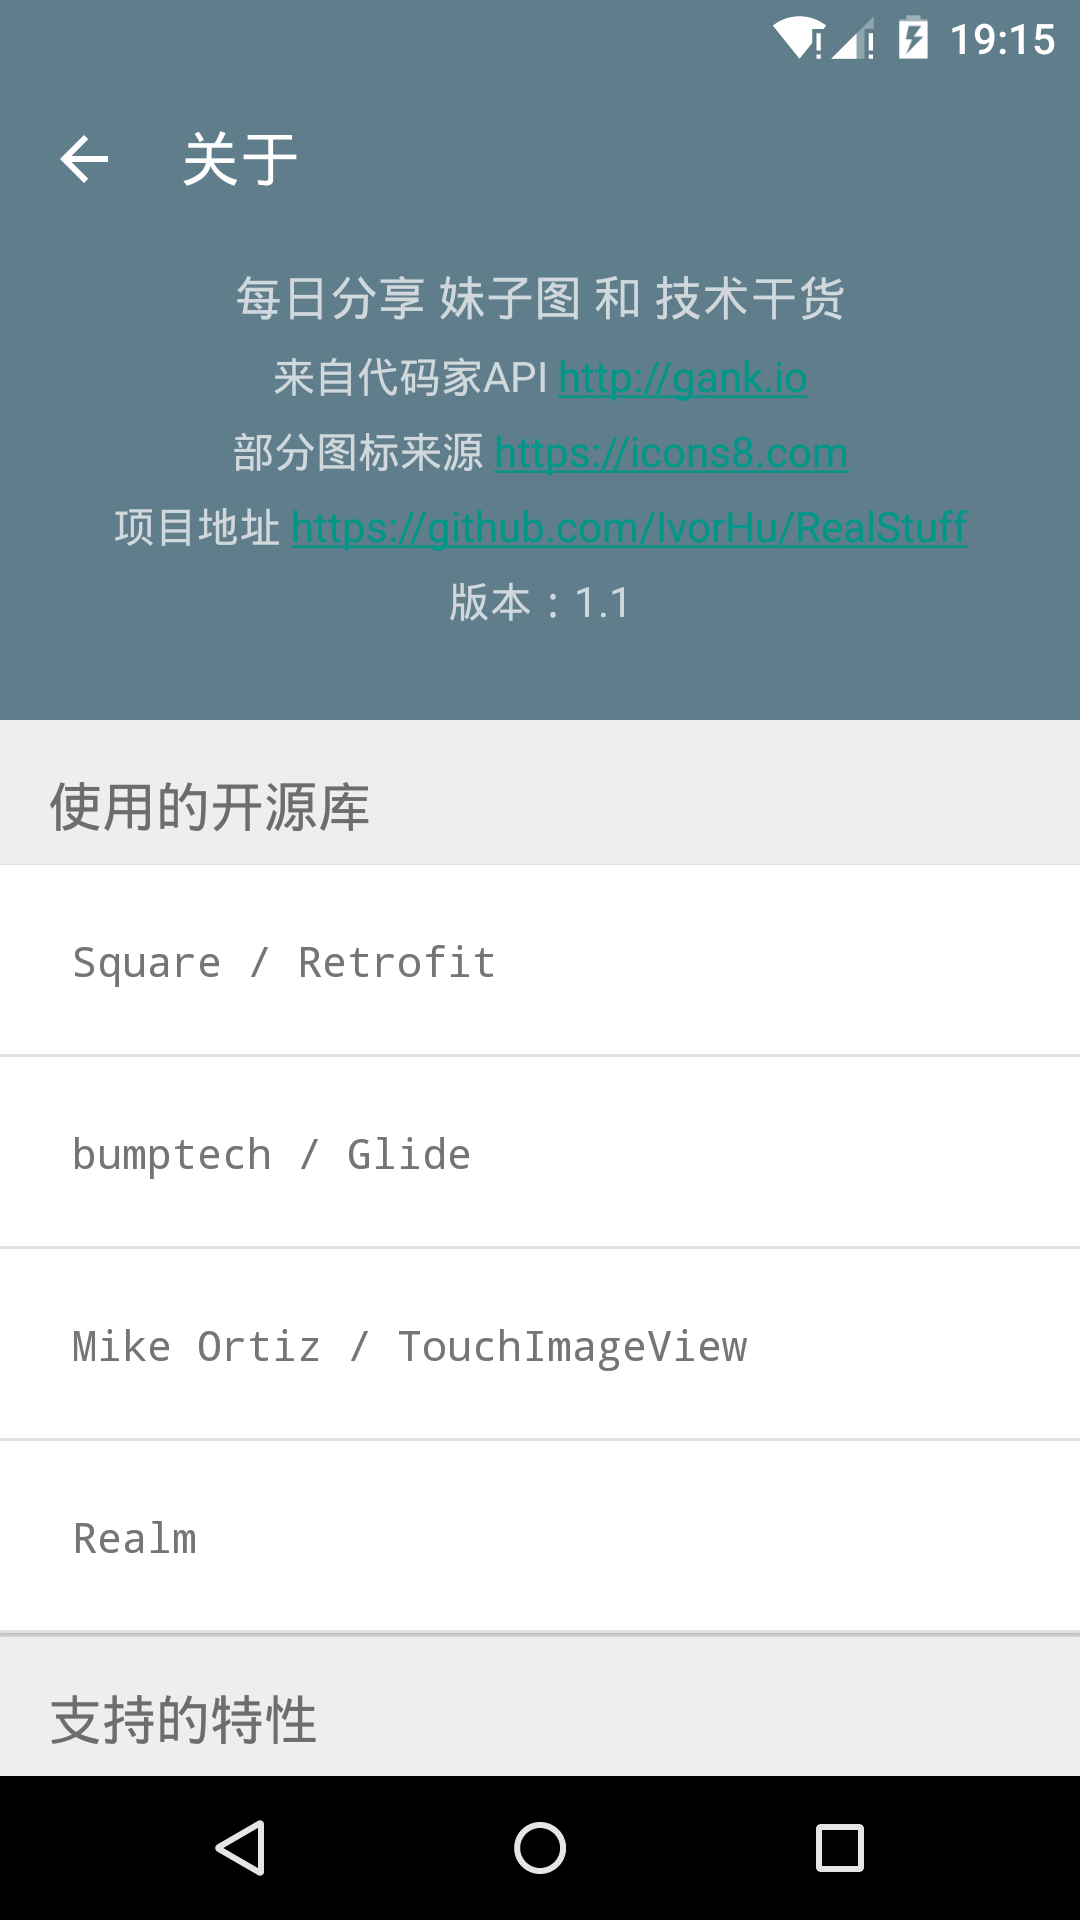 19:15
关于
每日分享 妹子图 和 技术干货
来自代码家API http://gank.io
部分图标来源 https://icons8.com
项目地址 https://github.com/IvorHu/RealStuff
版本：1.1
使用的开源库
Square / Retrofit
bumptech / Glide
Mike Ortiz / TouchImageView
Realm
支持的特性